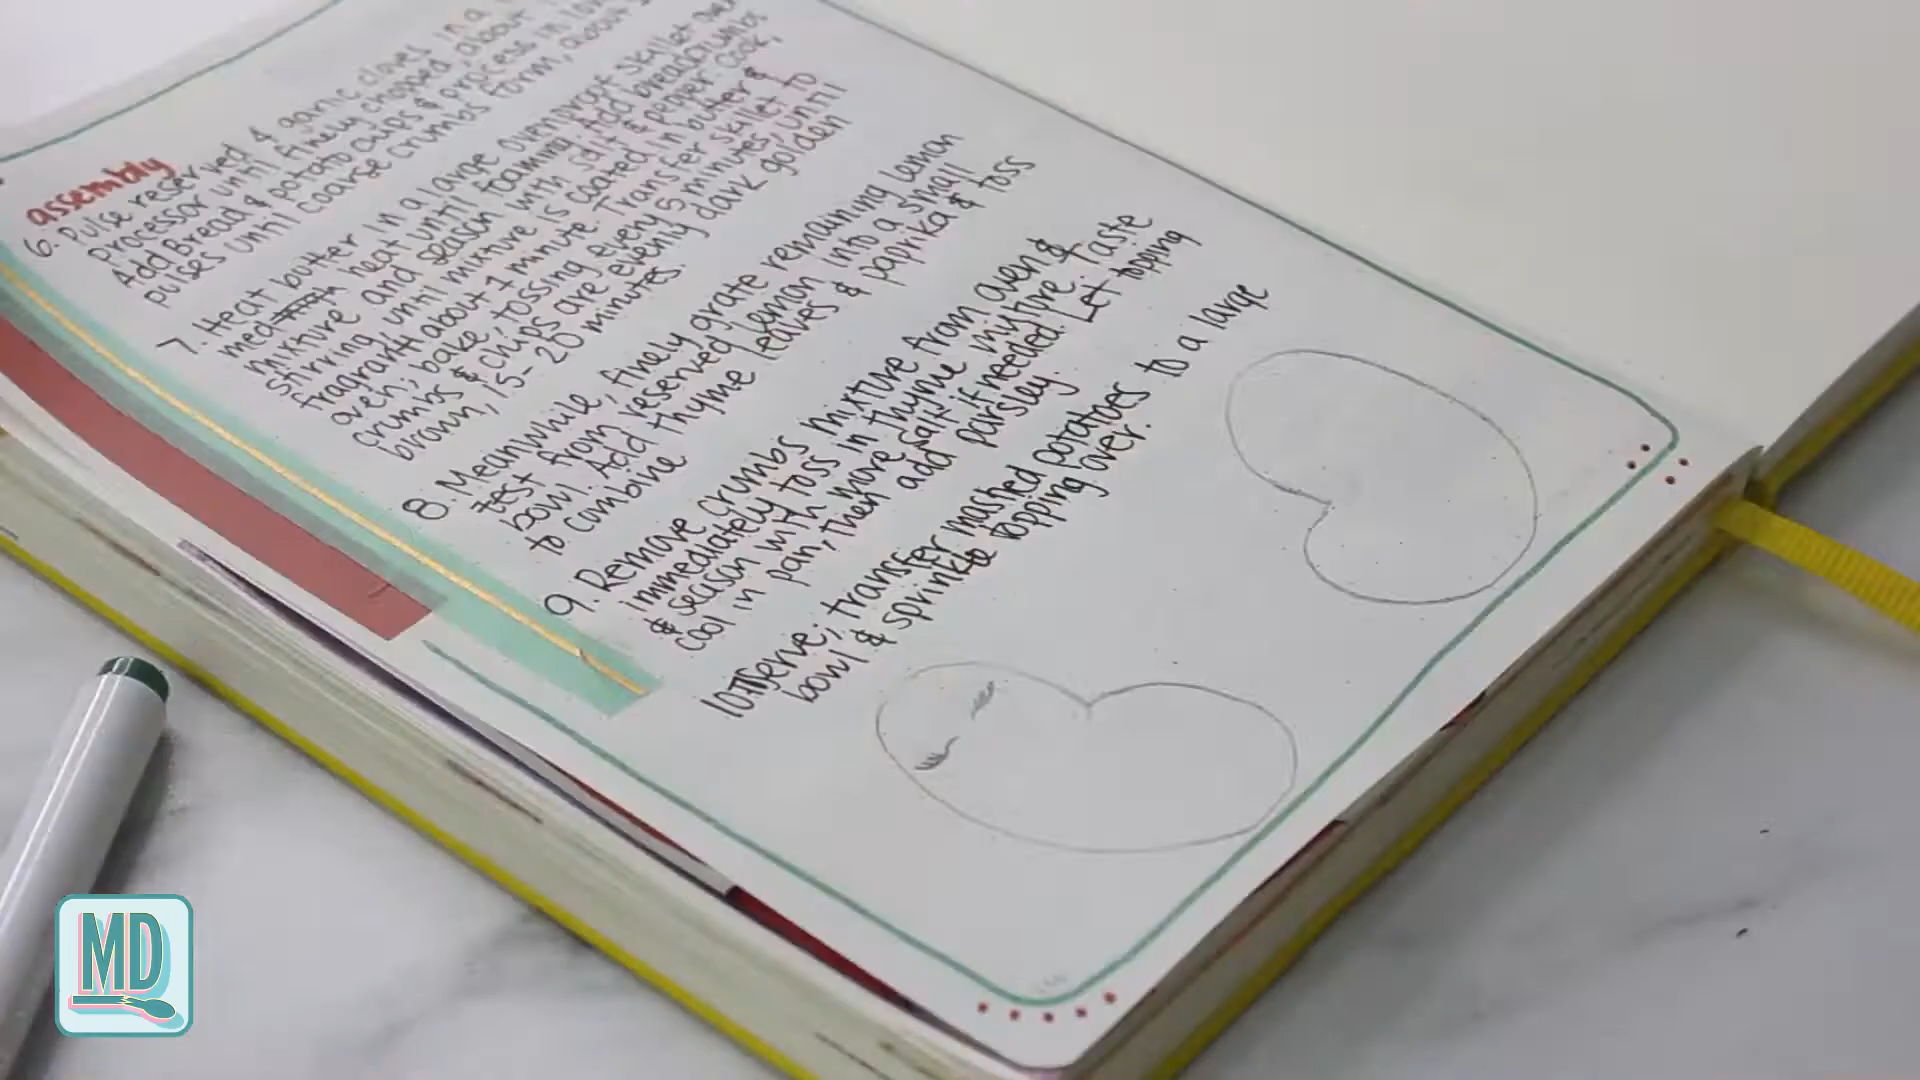 assembly
6. Pulse reserved 4 garlic cloves in a
processor until finely chopped, about
Add Bread & potato chips & process in long
pulses until coarse crumbs form, about
7. Heat butter in a large ovenproof skillet over
med heat until foaming. Add breadcrumbs
mixture and season with salt & pepper. Cook,
stirring, until mixture is coated in butter &
fragrant about 1 minute. Transfer skillet to
oven; bake, tossing every 5 minutes, until
crumbs & chips are evenly dark golden
brown, 15-20 minutes.
8. Meanwhile, finely grate remaining lemon
zest from reserved lemon into a small
bowl. Add thyme leaves & paprika & toss
to combine
9. Remove crumbs mixture from oven &
immediately toss in thyme mixture; taste
& season with more salt if needed. Let topping
cool in pan, then add parsley.
10. serve; transfer mashed potatoes to a large
bowl & sprinkle topping over.
MD